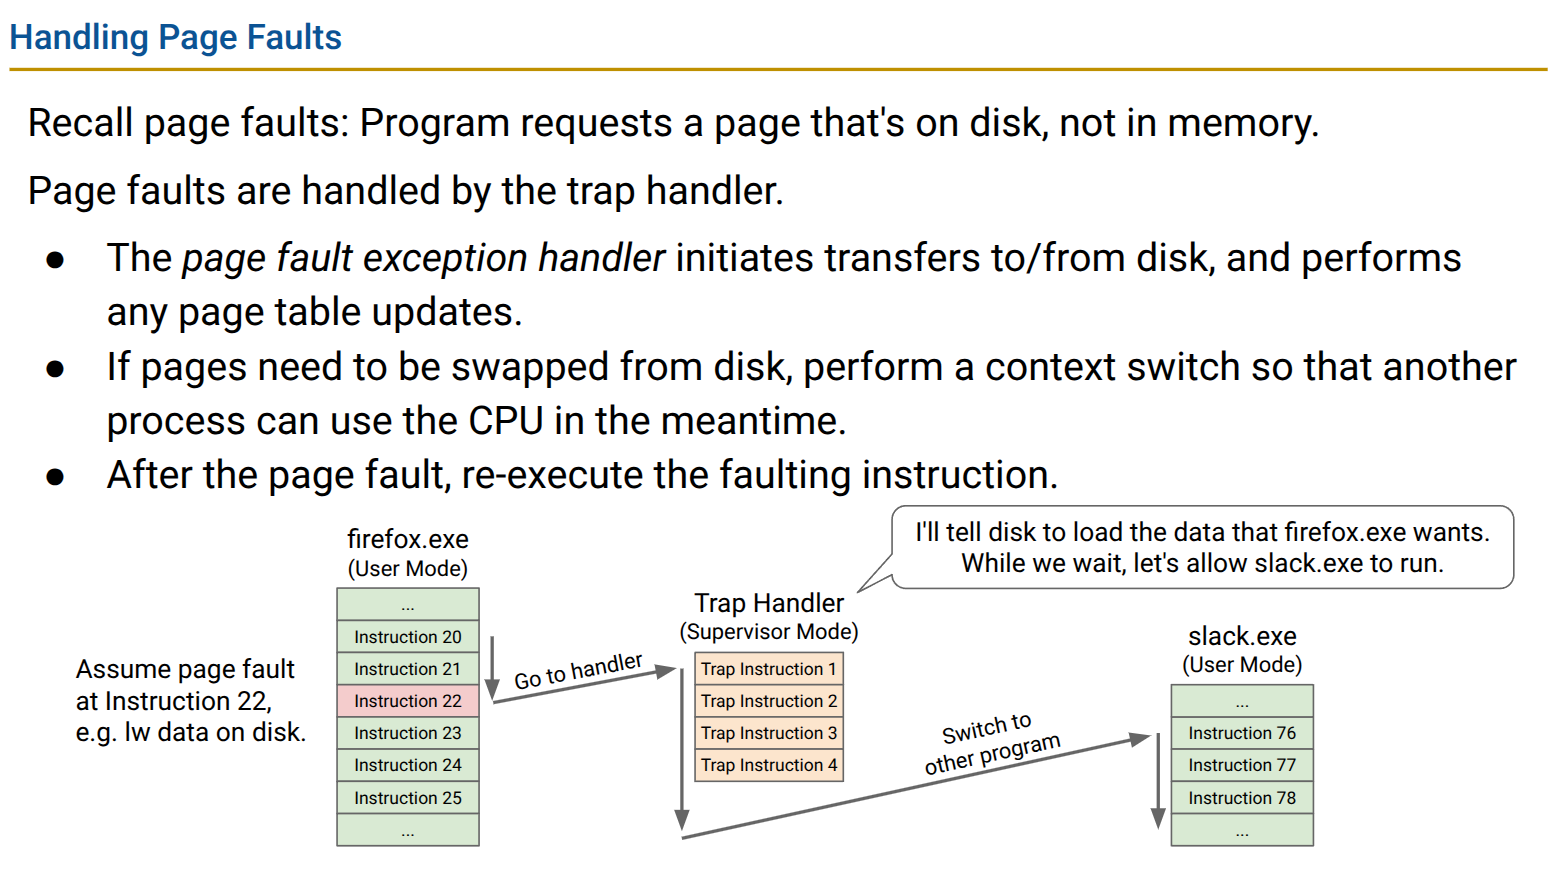 Handling Page Faults
Recall page faults: Program requests a page that's on disk, not in memory.
Page faults are handled by the trap handler.
● The page fault exception handler initiates transfers to/from disk, and performs
any page table updates.
● If pages need to be swapped from disk, perform a context switch so that another
process can use the CPU in the meantime.
● After the page fault, re-execute the faulting instruction.
I'll tell disk to load the data that firefox.exe wants.
While we wait, let's allow slack.exe to run.
Assume page fault
at Instruction 22,
e.g. lw data on disk.
firefox.exe
(User Mode)
...
Instruction 20
Instruction 21
Instruction 22
Instruction 23
Instruction 24
Instruction 25
...
Go to handler
Trap Handler
(Supervisor Mode)
Trap Instruction 1
Trap Instruction 2
Trap Instruction 3
Trap Instruction 4
Switch to
other program
slack.exe
(User Mode)
...
Instruction 76
Instruction 77
Instruction 78
...